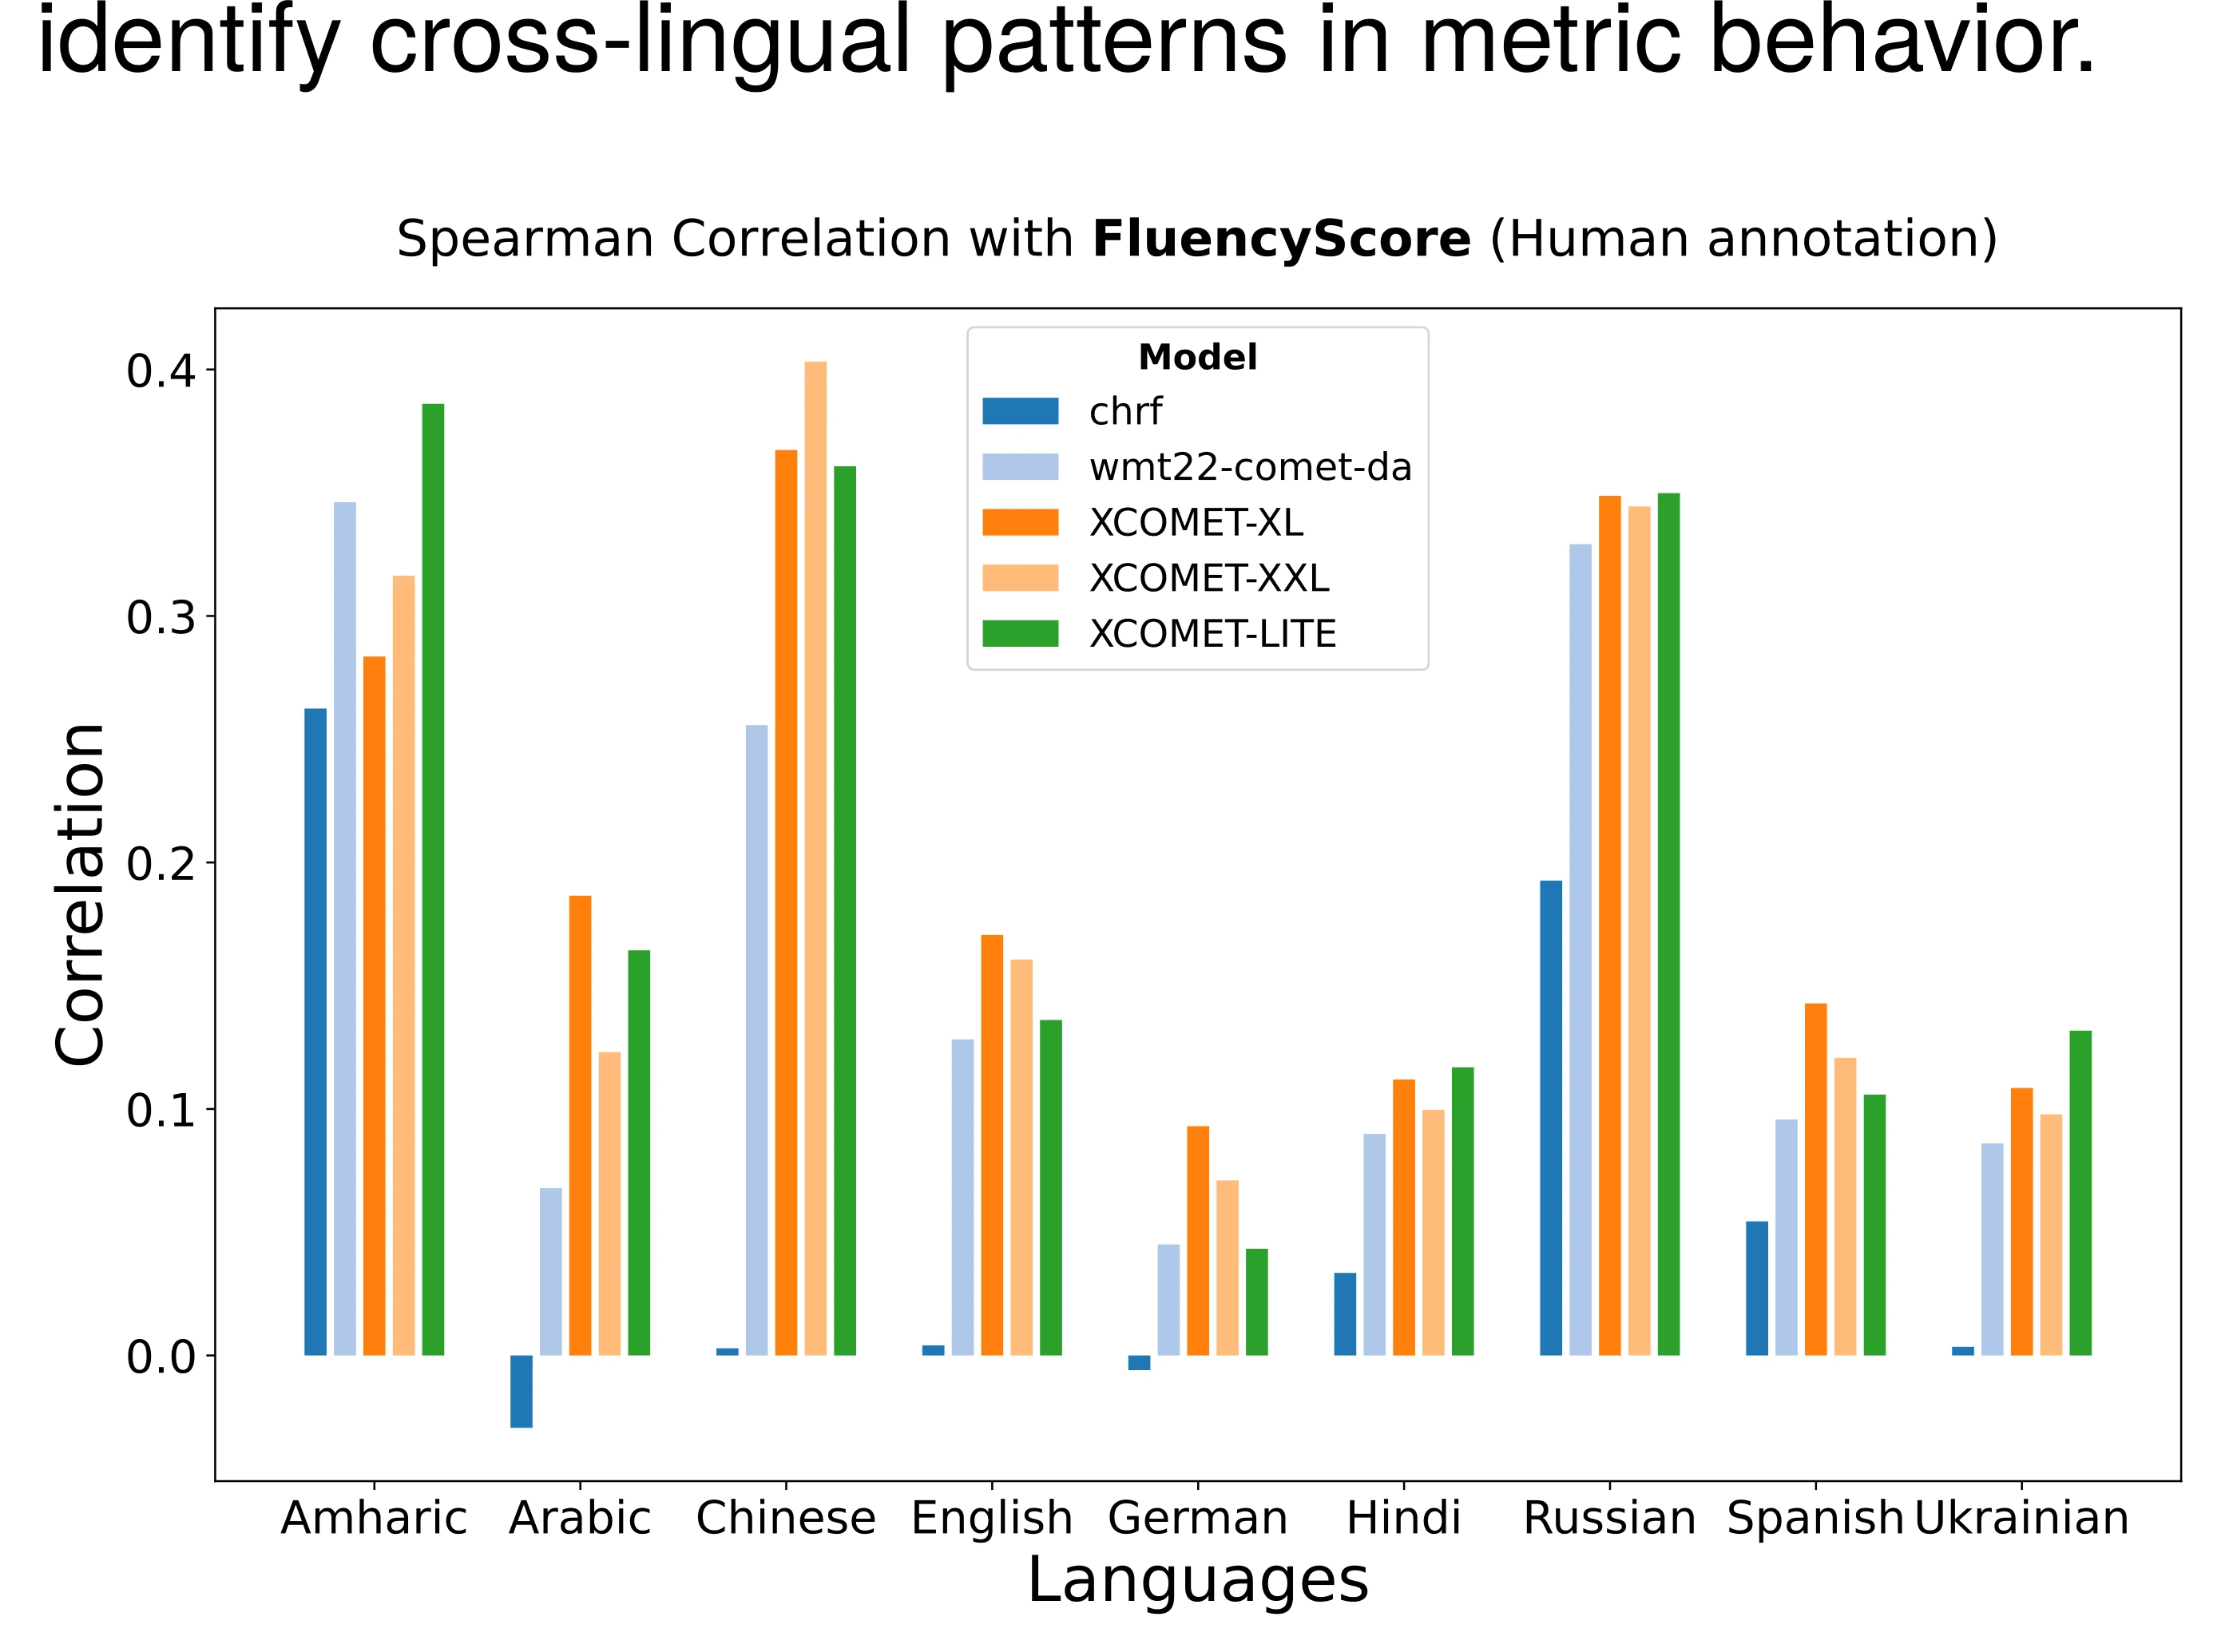 identify cross-lingual patterns in metric behavior.
Spearman Correlation with FluencyScore (Human annotation)
Model
chrf
wmt22-comet-da
XCOMET-XL
XCOMET-XXL
XCOMET-LITE
Correlation
0.4
0.3
0.2
0.1
0.0
Amharic Arabic Chinese English German Hindi Russian Spanish Ukrainian
Languages